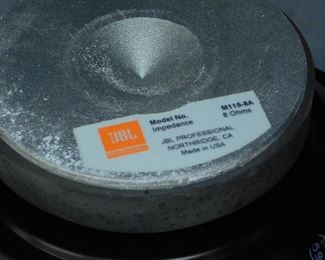 JBL
Model No. M115-8A
Impedance 8 Ohms
JBL PROFESSIONAL
NORTHRIDGE, CA
Made in USA